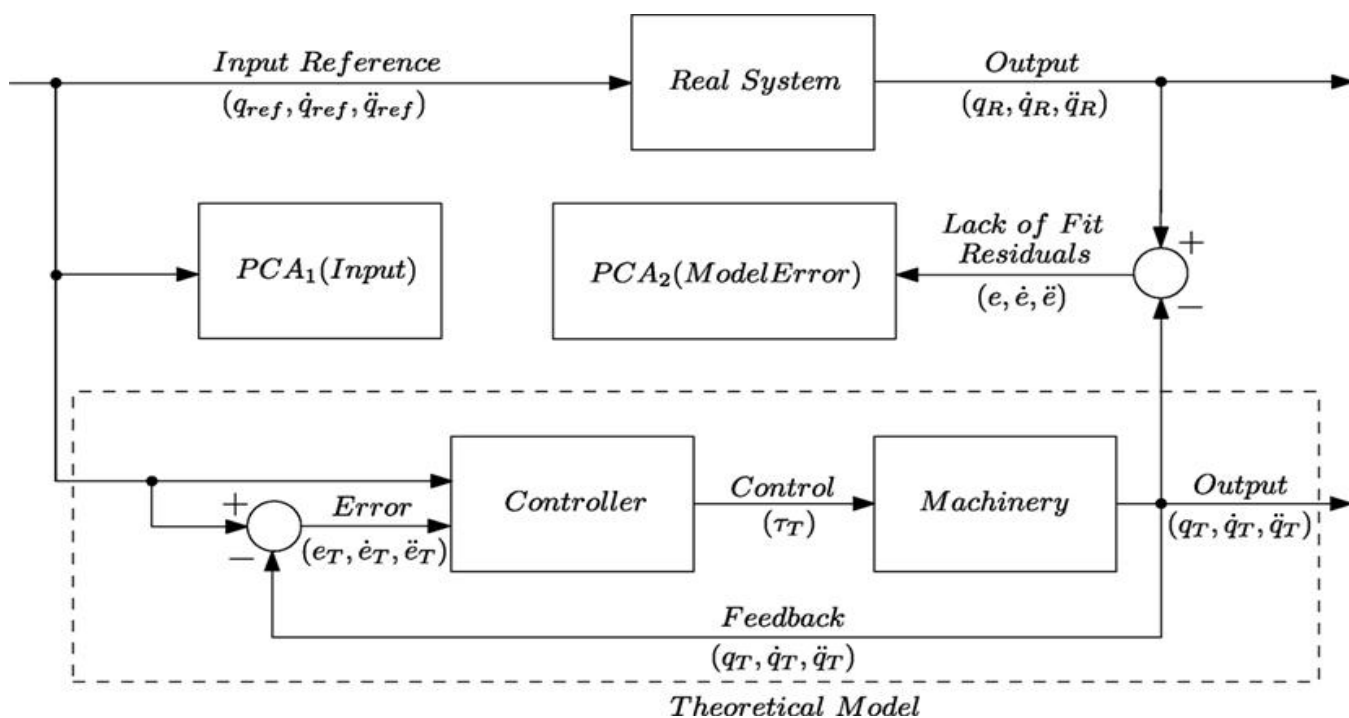 Input Reference
(q_ref, q̇_ref, q̈_ref)
Real System
Output
(q_R, q̇_R, q̈_R)
PCA₁(Input)
PCA₂(ModelError)
Lack of Fit
Residuals
(e, ė, ë)
+
−
+
−
Error
(e_T, ė_T, ë_T)
Controller
Control
(τ_T)
Machinery
Output
(q_T, q̇_T, q̈_T)
Feedback
(q_T, q̇_T, q̈_T)
Theoretical Model